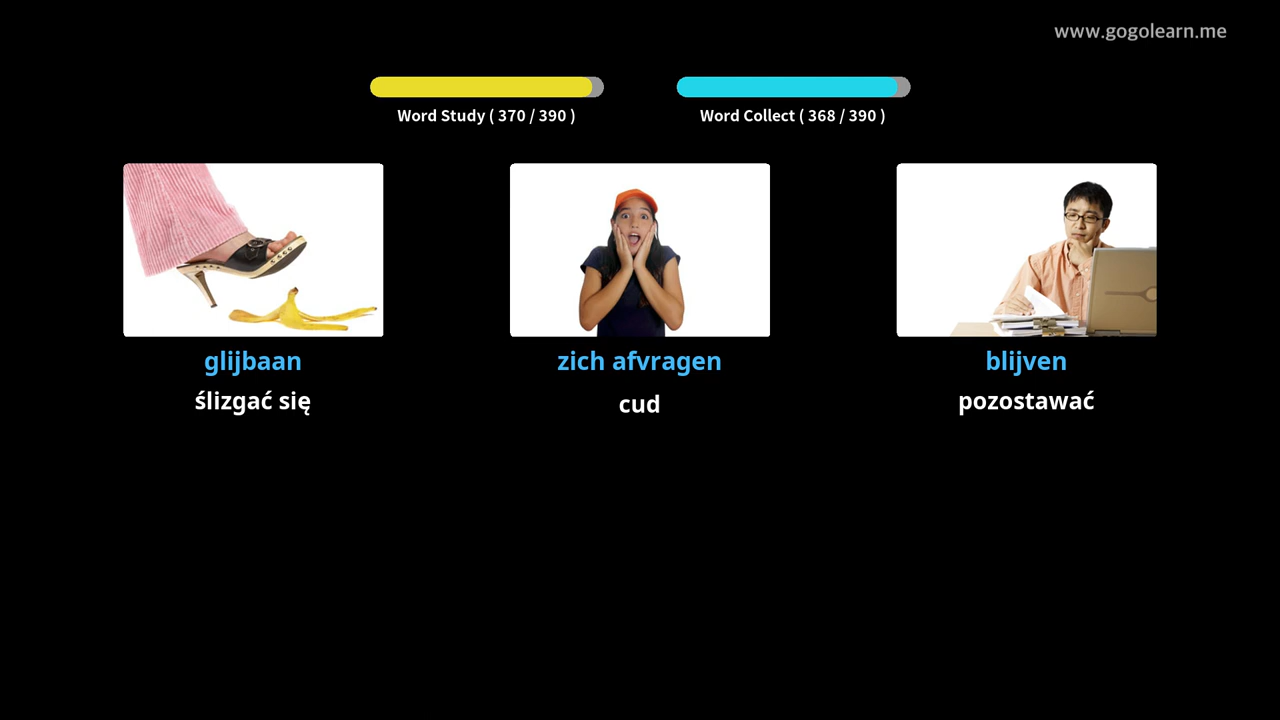 www.gogolearn.me
Word Study ( 370 / 390 )
Word Collect ( 368 / 390 )
glijbaan
ślizgać się
zich afvragen
cud
blijven
pozostawać